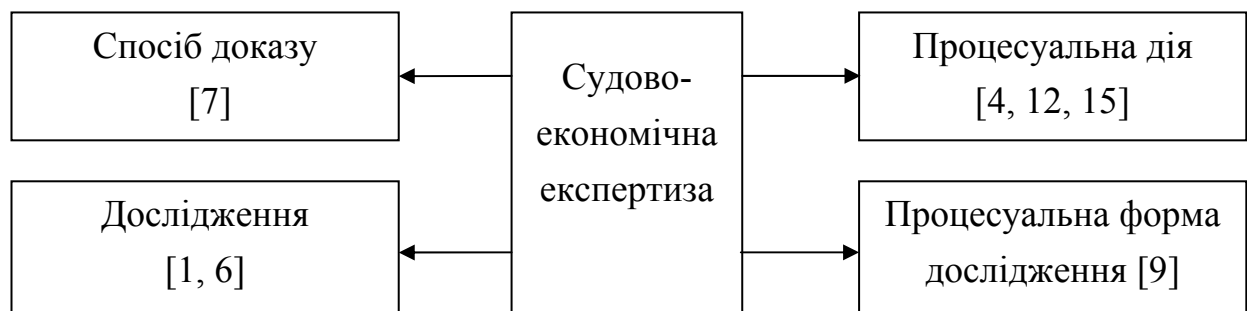 Спосіб доказу
[7]
Судово-
економічна
експертиза
Процесуальна дія
[4, 12, 15]
Дослідження
[1, 6]
Процесуальна форма
дослідження [9]